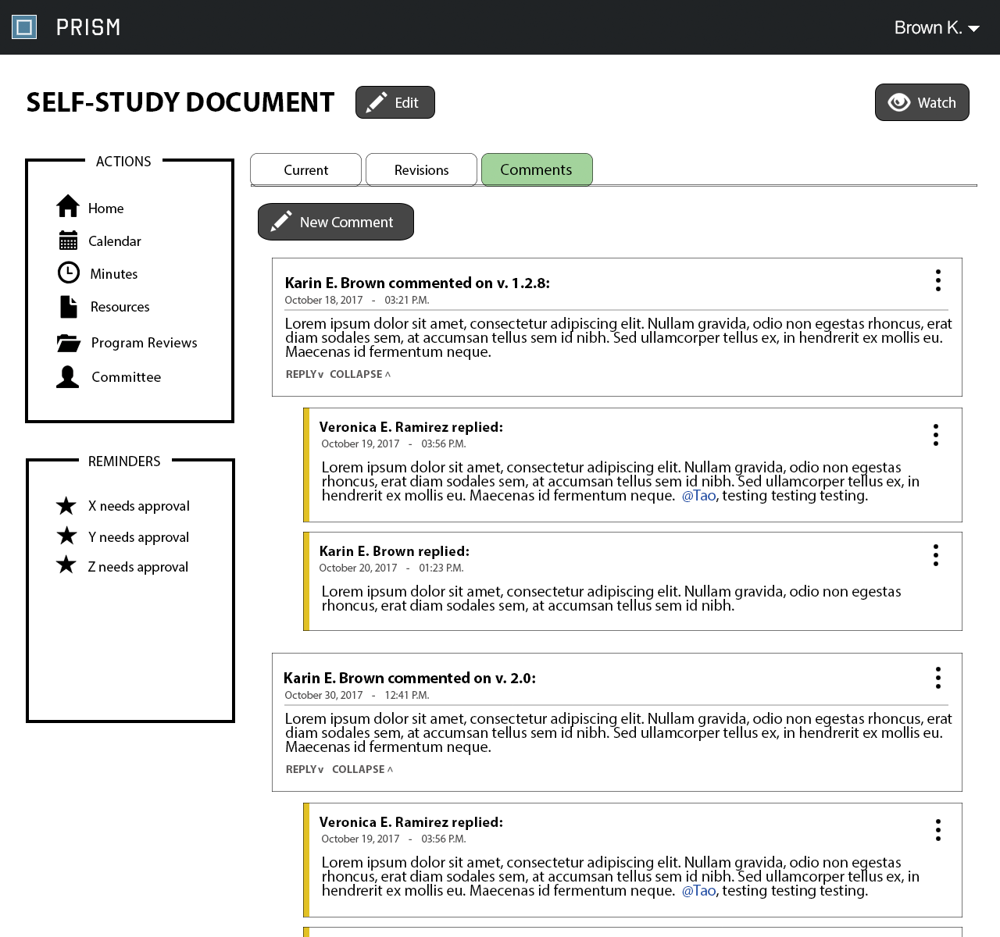 PRISM
Brown K.
SELF-STUDY DOCUMENT
Edit
Watch
ACTIONS
Home
Calendar
Minutes
Resources
Program Reviews
Committee
REMINDERS
X needs approval
Y needs approval
Z needs approval
Current
Revisions
Comments
New Comment
Karin E. Brown commented on v. 1.2.8:
October 18, 2017 - 03:21 P.M.
Lorem ipsum dolor sit amet, consectetur adipiscing elit. Nullam gravida, odio non egestas rhoncus, erat
diam sodales sem, at accumsan tellus sem id nibh. Sed ullamcorper tellus ex, in hendrerit ex mollis eu.
Maecenas id fermentum neque.
REPLY v COLLAPSE ^
Veronica E. Ramirez replied:
October 19, 2017 - 03:56 P.M.
Lorem ipsum dolor sit amet, consectetur adipiscing elit. Nullam gravida, odio non egestas
rhoncus, erat diam sodales sem, at accumsan tellus sem id nibh. Sed ullamcorper tellus ex, in
hendrerit ex mollis eu. Maecenas id fermentum neque. @Tao, testing testing testing.
Karin E. Brown replied:
October 20, 2017 - 01:23 P.M.
Lorem ipsum dolor sit amet, consectetur adipiscing elit. Nullam gravida, odio non egestas
rhoncus, erat diam sodales sem, at accumsan tellus sem id nibh.
Karin E. Brown commented on v. 2.0:
October 30, 2017 - 12:41 P.M.
Lorem ipsum dolor sit amet, consectetur adipiscing elit. Nullam gravida, odio non egestas rhoncus, erat
diam sodales sem, at accumsan tellus sem id nibh. Sed ullamcorper tellus ex, in hendrerit ex mollis eu.
Maecenas id fermentum neque.
REPLY v COLLAPSE ^
Veronica E. Ramirez replied:
October 19, 2017 - 03:56 P.M.
Lorem ipsum dolor sit amet, consectetur adipiscing elit. Nullam gravida, odio non egestas
rhoncus, erat diam sodales sem, at accumsan tellus sem id nibh. Sed ullamcorper tellus ex, in
hendrerit ex mollis eu. Maecenas id fermentum neque. @Tao, testing testing testing.